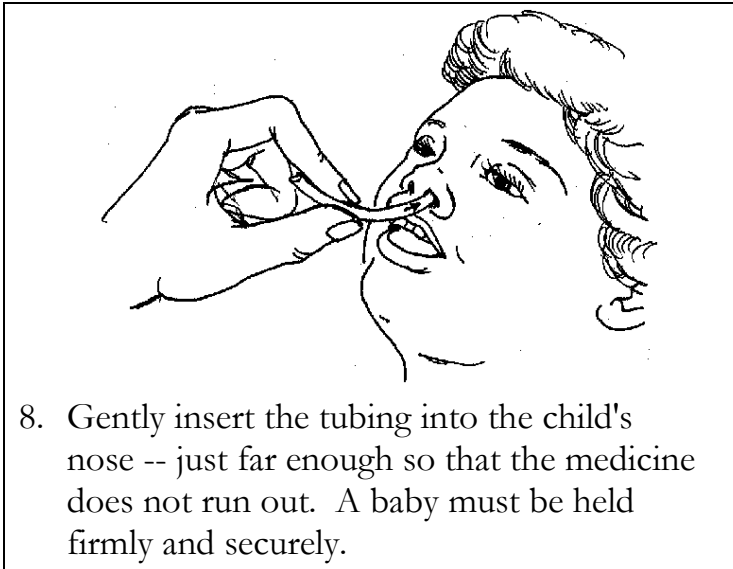 8. Gently insert the tubing into the child's
nose -- just far enough so that the medicine
does not run out.  A baby must be held
firmly and securely.